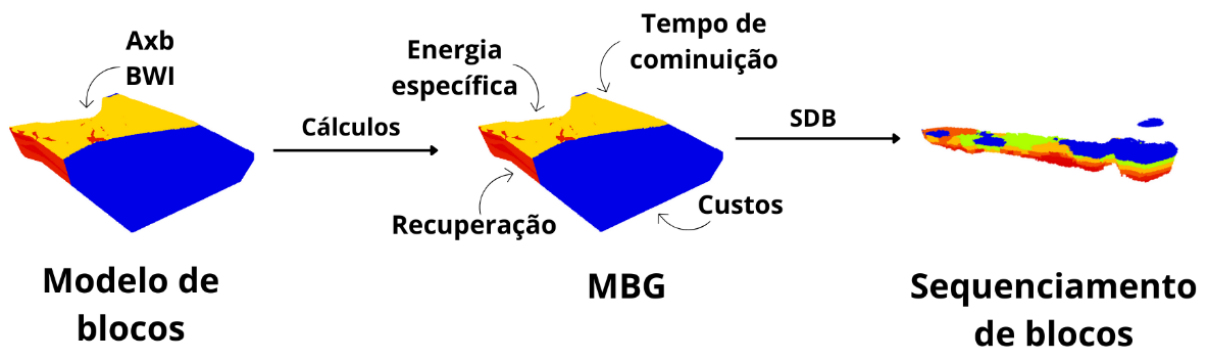 Axb
BWI
Modelo de
blocos
Cálculos
Energia
específica
Tempo de
cominuição
Recuperação
Custos
MBG
SDB
Sequenciamento
de blocos